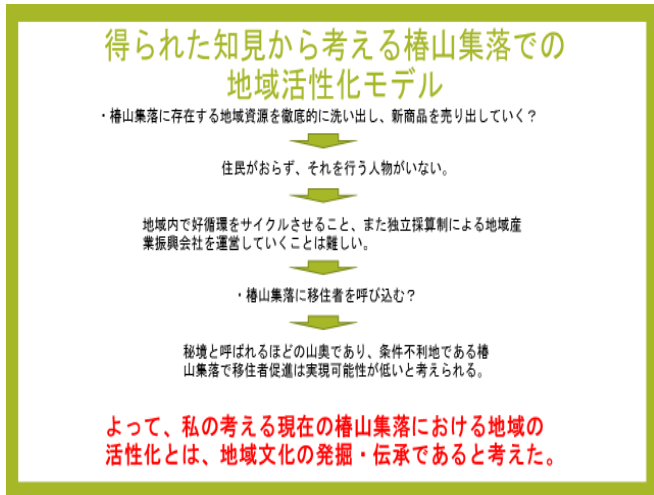 得られた知見から考える椿山集落での
地域活性化モデル
・椿山集落に存在する地域資源を徹底的に洗い出し、新商品を売り出していく？
住民がおらず、それを行う人物がいない。
地域内で好循環をサイクルさせること、また独立採算制による地域産
業振興会社を運営していくことは難しい。
・椿山集落に移住者を呼び込む？
秘境と呼ばれるほどの山奥であり、条件不利地である椿
山集落で移住者促進は実現可能性が低いと考えられる。
よって、私の考える現在の椿山集落における地域の
活性化とは、地域文化の発掘・伝承であると考えた。